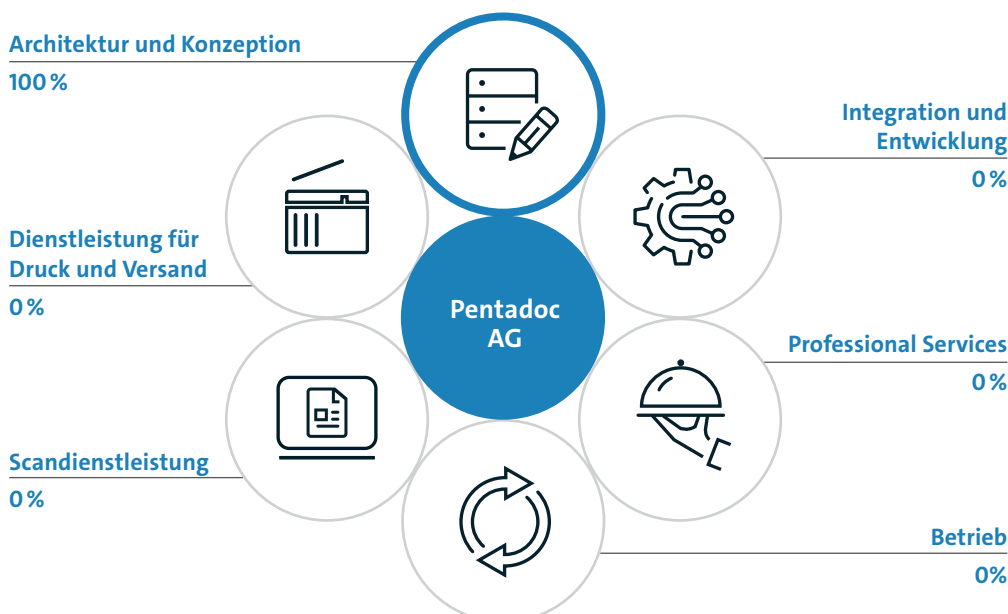 Architektur und Konzeption
100 %
Integration und
Entwicklung
0 %
Dienstleistung für
Druck und Versand
0 %
Pentadoc
AG
Professional Services
0 %
Scandienstleistung
0 %
Betrieb
0%